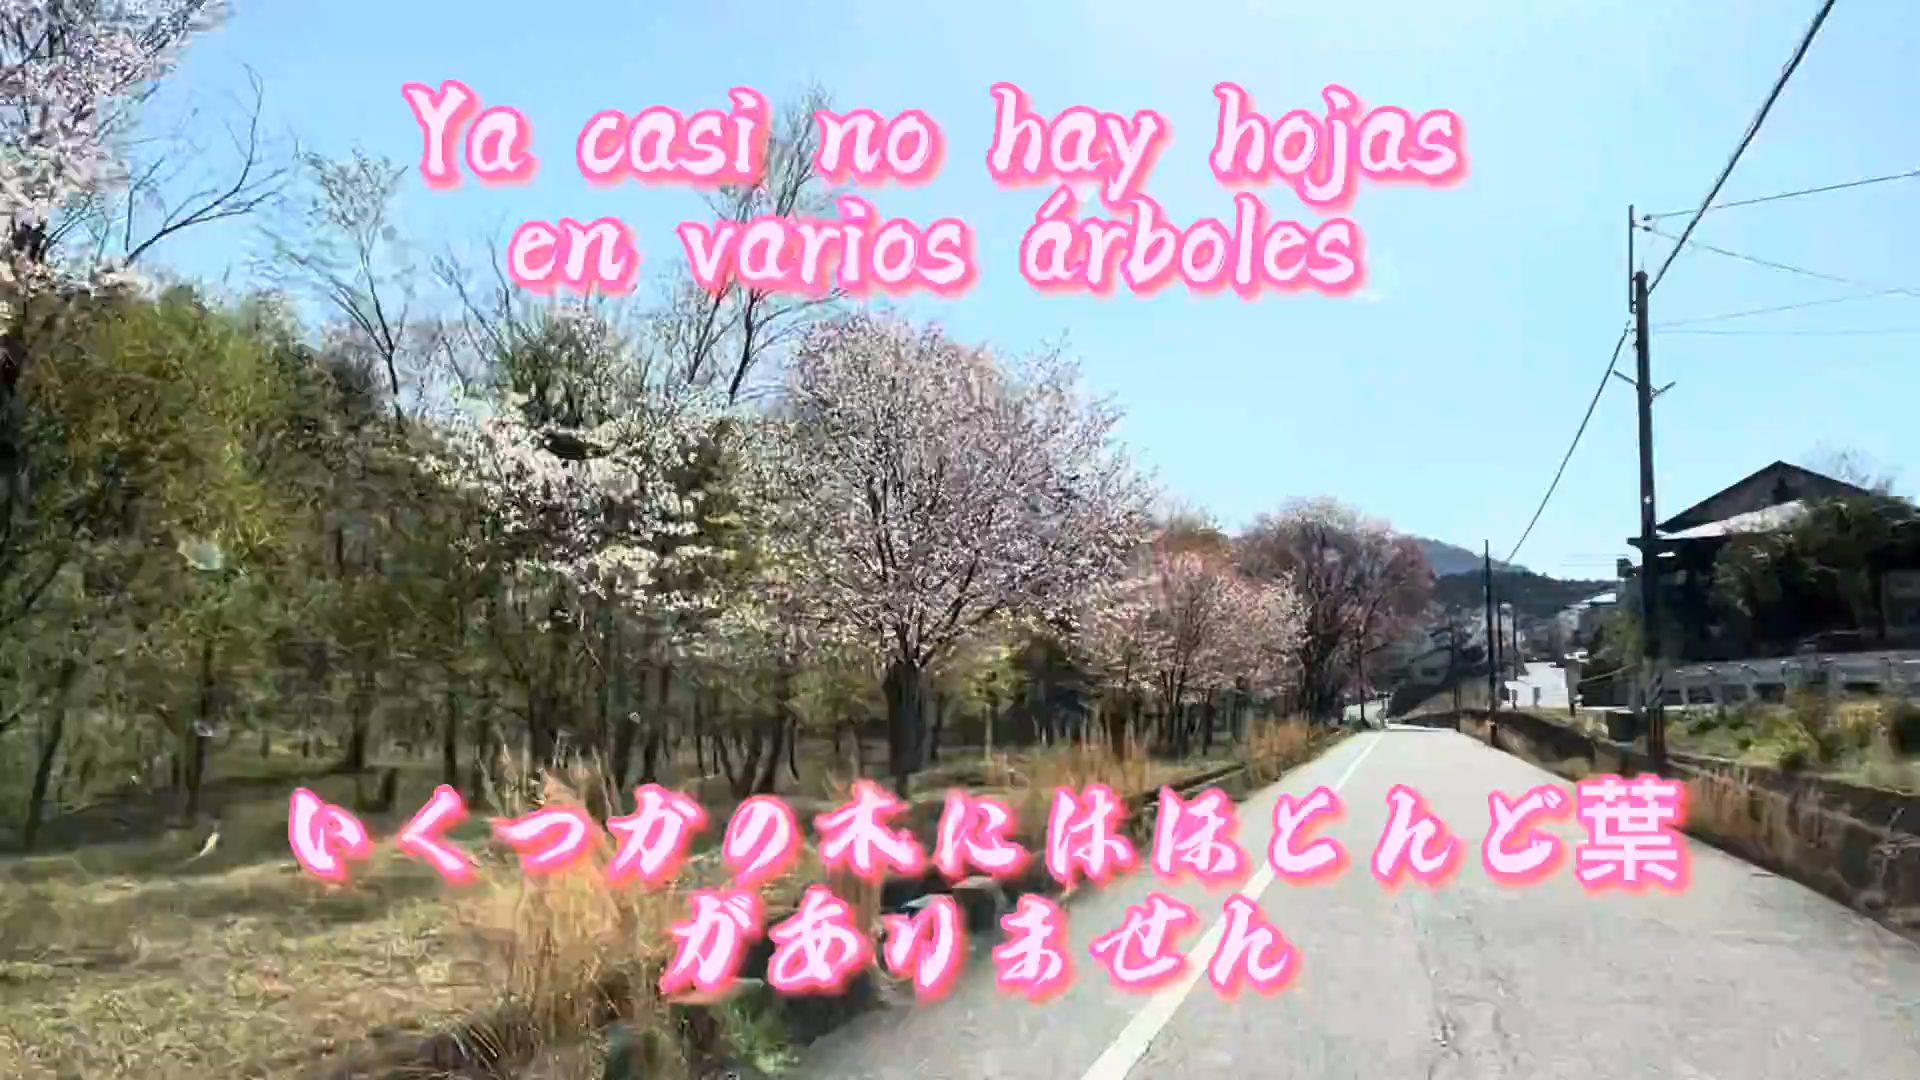 Ya casi no hay hojas
en varios árboles
いくつかの木にはほとんど葉
がありません